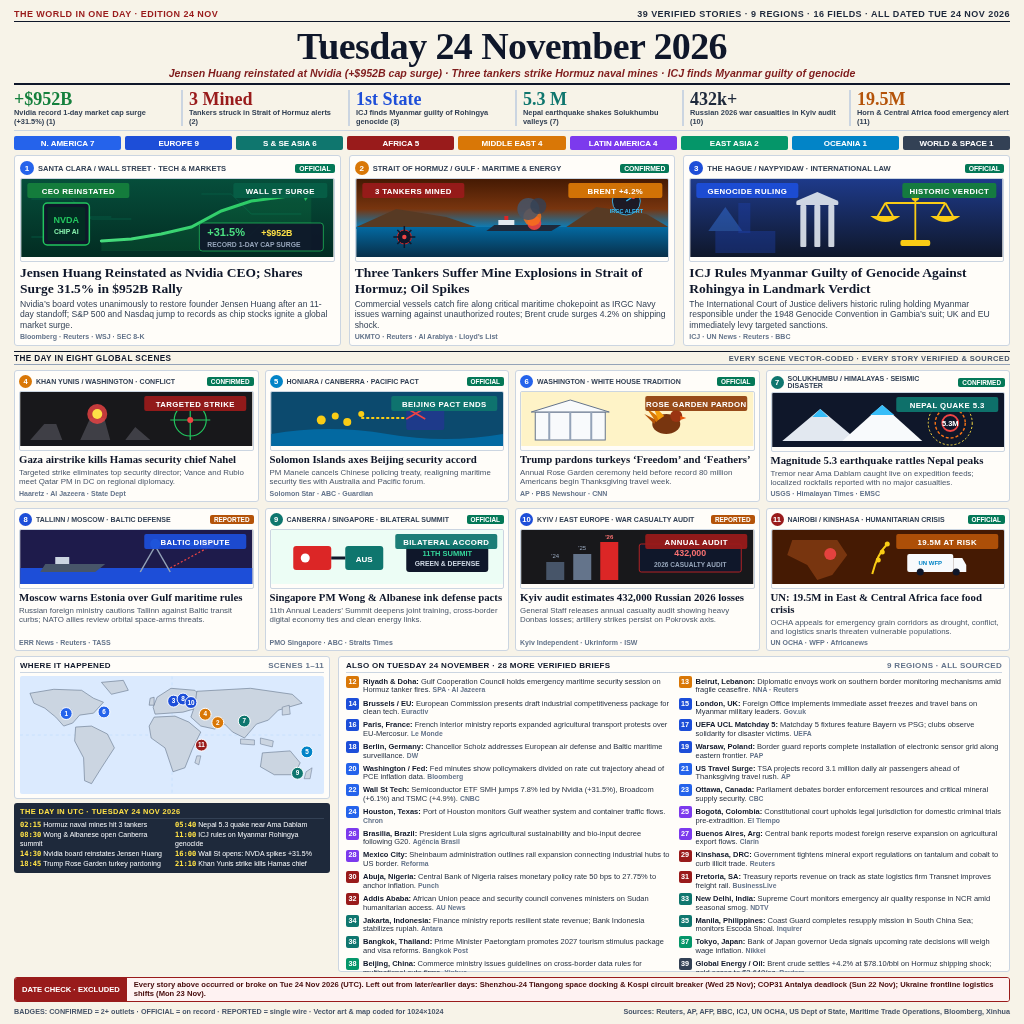 THE WORLD IN ONE DAY · EDITION 24 NOV
39 VERIFIED STORIES · 9 REGIONS · 16 FIELDS · ALL DATED TUE 24 NOV 2026
Tuesday 24 November 2026
Jensen Huang reinstated at Nvidia (+$952B cap surge) · Three tankers strike Hormuz naval mines · ICJ finds Myanmar guilty of genocide
+$952B
Nvidia record 1-day market-cap surge
(+31.5%) (1)
3 Mined
Tankers struck in Strait of Hormuz alerts
(2)
1st State
ICJ finds Myanmar guilty of Rohingya
genocide (3)
5.3 M
Nepal earthquake shakes Solukhumbu
valleys (7)
432k+
Russian 2026 war casualties in Kyiv audit
(10)
19.5M
Horn & Central Africa food emergency alert
(11)
N. AMERICA 7
EUROPE 9
S & SE ASIA 6
AFRICA 5
MIDDLE EAST 4
LATIN AMERICA 4
EAST ASIA 2
OCEANIA 1
WORLD & SPACE 1
1 SANTA CLARA / WALL STREET · TECH & MARKETS OFFICIAL
CEO REINSTATED
WALL ST SURGE
NVDA
CHIP AI
+31.5% +$952B
RECORD 1-DAY CAP SURGE
Jensen Huang Reinstated as Nvidia CEO; Shares
Surge 31.5% in $952B Rally
Nvidia's board votes unanimously to restore founder Jensen Huang after an 11-
day standoff; S&P 500 and Nasdaq jump to records as chip stocks ignite a global
market surge.
Bloomberg · Reuters · WSJ · SEC 8-K
2 STRAIT OF HORMUZ / GULF · MARITIME & ENERGY CONFIRMED
3 TANKERS MINED
BRENT +4.2%
IRGC ALERT
Three Tankers Suffer Mine Explosions in Strait of
Hormuz; Oil Spikes
Commercial vessels catch fire along critical maritime chokepoint as IRGC Navy
issues warning against unauthorized routes; Brent crude surges 4.2% on shipping
shock.
UKMTO · Reuters · Al Arabiya · Lloyd's List
3 THE HAGUE / NAYPYIDAW · INTERNATIONAL LAW OFFICIAL
GENOCIDE RULING
HISTORIC VERDICT
ICJ Rules Myanmar Guilty of Genocide Against
Rohingya in Landmark Verdict
The International Court of Justice delivers historic ruling holding Myanmar
responsible under the 1948 Genocide Convention in Gambia's suit; UK and EU
immediately levy targeted sanctions.
ICJ · UN News · Reuters · BBC
THE DAY IN EIGHT GLOBAL SCENES
EVERY SCENE VECTOR-CODED · EVERY STORY VERIFIED & SOURCED
4 KHAN YUNIS / WASHINGTON · CONFLICT CONFIRMED
TARGETED STRIKE
Gaza airstrike kills Hamas security chief Nahel
Targeted strike eliminates top security director; Vance and Rubio
meet Qatar PM in DC on regional diplomacy.
Haaretz · Al Jazeera · State Dept
5 HONIARA / CANBERRA · PACIFIC PACT OFFICIAL
BEIJING PACT ENDS
Solomon Islands axes Beijing security accord
PM Manele cancels Chinese policing treaty, realigning maritime
security ties with Australia and Pacific forum.
Solomon Star · ABC · Guardian
6 WASHINGTON · WHITE HOUSE TRADITION OFFICIAL
ROSE GARDEN PARDON
Trump pardons turkeys ‘Freedom’ and ‘Feathers’
Annual Rose Garden ceremony held before record 80 million
Americans begin Thanksgiving travel week.
AP · PBS Newshour · CNN
7 SOLUKHUMBU / HIMALAYAS · SEISMIC
DISASTER CONFIRMED
NEPAL QUAKE 5.3
5.3M
Magnitude 5.3 earthquake rattles Nepal peaks
Tremor near Ama Dablam caught live on expedition feeds;
localized rockfalls reported with no major casualties.
USGS · Himalayan Times · EMSC
8 TALLINN / MOSCOW · BALTIC DEFENSE REPORTED
BALTIC DISPUTE
Moscow warns Estonia over Gulf maritime rules
Russian foreign ministry cautions Tallinn against Baltic transit
curbs; NATO allies review orbital space-arms threats.
ERR News · Reuters · TASS
9 CANBERRA / SINGAPORE · BILATERAL SUMMIT OFFICIAL
BILATERAL ACCORD
AUS
11TH SUMMIT
GREEN & DEFENSE
Singapore PM Wong & Albanese ink defense pacts
11th Annual Leaders' Summit deepens joint training, cross-border
digital economy ties and clean energy links.
PMO Singapore · ABC · Straits Times
10 KYIV / EAST EUROPE · WAR CASUALTY AUDIT REPORTED
ANNUAL AUDIT
'24
'25
'26
432,000
2026 CASUALTY AUDIT
Kyiv audit estimates 432,000 Russian 2026 losses
General Staff releases annual casualty audit showing heavy
Donbas losses; artillery strikes persist on Pokrovsk axis.
Kyiv Independent · Ukrinform · ISW
11 NAIROBI / KINSHASA · HUMANITARIAN CRISIS OFFICIAL
19.5M AT RISK
UN WFP
UN: 19.5M in East & Central Africa face food
crisis
OCHA appeals for emergency grain corridors as drought, conflict,
and logistics snarls threaten vulnerable populations.
UN OCHA · WFP · Africanews
WHERE IT HAPPENED
SCENES 1–11
1
6
3
8
10
4
2
7
11
5
9
THE DAY IN UTC · TUESDAY 24 NOV 2026
02:15 Hormuz naval mines hit 3 tankers
05:40 Nepal 5.3 quake near Ama Dablam
08:30 Wong & Albanese open Canberra
summit
11:00 ICJ rules on Myanmar Rohingya
genocide
14:30 Nvidia board reinstates Jensen Huang
16:00 Wall St opens: NVDA spikes +31.5%
18:45 Trump Rose Garden turkey pardoning
21:10 Khan Yunis strike kills Hamas chief
ALSO ON TUESDAY 24 NOVEMBER · 28 MORE VERIFIED BRIEFS
9 REGIONS · ALL SOURCED
12 Riyadh & Doha: Gulf Cooperation Council holds emergency maritime security session on
Hormuz tanker fires. SPA · Al Jazeera
13 Beirut, Lebanon: Diplomatic envoys work on southern border monitoring mechanisms amid
fragile ceasefire. NNA · Reuters
14 Brussels / EU: European Commission presents draft industrial competitiveness package for
clean tech. Euractiv
15 London, UK: Foreign Office implements immediate asset freezes and travel bans on
Myanmar military leaders. Gov.uk
16 Paris, France: French interior ministry reports expanded agricultural transport protests over
EU-Mercosur. Le Monde
17 UEFA UCL Matchday 5: Matchday 5 fixtures feature Bayern vs PSG; clubs observe
solidarity for disaster victims. UEFA
18 Berlin, Germany: Chancellor Scholz addresses European air defense and Baltic maritime
surveillance. DW
19 Warsaw, Poland: Border guard reports complete installation of electronic sensor grid along
eastern frontier. PAP
20 Washington / Fed: Fed minutes show policymakers divided on rate cut trajectory ahead of
PCE inflation data. Bloomberg
21 US Travel Surge: TSA projects record 3.1 million daily air passengers ahead of
Thanksgiving travel rush. AP
22 Wall St Tech: Semiconductor ETF SMH jumps 7.8% led by Nvidia (+31.5%), Broadcom
(+6.1%) and TSMC (+4.9%). CNBC
23 Ottawa, Canada: Parliament debates border enforcement resources and critical mineral
supply security. CBC
24 Houston, Texas: Port of Houston monitors Gulf weather system and container traffic flows.
Chron
25 Bogotá, Colombia: Constitutional court upholds legal jurisdiction for domestic criminal trials
pre-extradition. El Tiempo
26 Brasília, Brazil: President Lula signs agricultural sustainability and bio-input decree
following G20. Agência Brasil
27 Buenos Aires, Arg: Central bank reports modest foreign reserve expansion on agricultural
export flows. Clarín
28 Mexico City: Sheinbaum administration outlines rail expansion connecting industrial hubs to
US border. Reforma
29 Kinshasa, DRC: Government tightens mineral export regulations on tantalum and cobalt to
curb illicit trade. Reuters
30 Abuja, Nigeria: Central Bank of Nigeria raises monetary policy rate 50 bps to 27.75% to
anchor inflation. Punch
31 Pretoria, SA: Treasury reports revenue on track as state logistics firm Transnet improves
freight rail. BusinessLive
32 Addis Ababa: African Union peace and security council convenes ministers on Sudan
humanitarian access. AU News
33 New Delhi, India: Supreme Court monitors emergency air quality response in NCR amid
seasonal smog. NDTV
34 Jakarta, Indonesia: Finance ministry reports resilient state revenue; Bank Indonesia
stabilizes rupiah. Antara
35 Manila, Philippines: Coast Guard completes resupply mission in South China Sea;
monitors Escoda Shoal. Inquirer
36 Bangkok, Thailand: Prime Minister Paetongtarn promotes 2027 tourism stimulus package
and visa reforms. Bangkok Post
37 Tokyo, Japan: Bank of Japan governor Ueda signals upcoming rate decisions will weigh
wage inflation. Nikkei
38 Beijing, China: Commerce ministry issues guidelines on cross-border data rules for
39 Global Energy / Oil: Brent crude settles +4.2% at $78.10/bbl on Hormuz shipping shock;
DATE CHECK · EXCLUDED
Every story above occurred or broke on Tue 24 Nov 2026 (UTC). Left out from later/earlier days: Shenzhou-24 Tiangong space docking & Kospi circuit breaker (Wed 25 Nov); COP31 Antalya deadlock (Sun 22 Nov); Ukraine frontline logistics
shifts (Mon 23 Nov).
BADGES: CONFIRMED = 2+ outlets · OFFICIAL = on record · REPORTED = single wire · Vector art & map coded for 1024×1024
Sources: Reuters, AP, AFP, BBC, ICJ, UN OCHA, US Dept of State, Maritime Trade Operations, Bloomberg, Xinhua